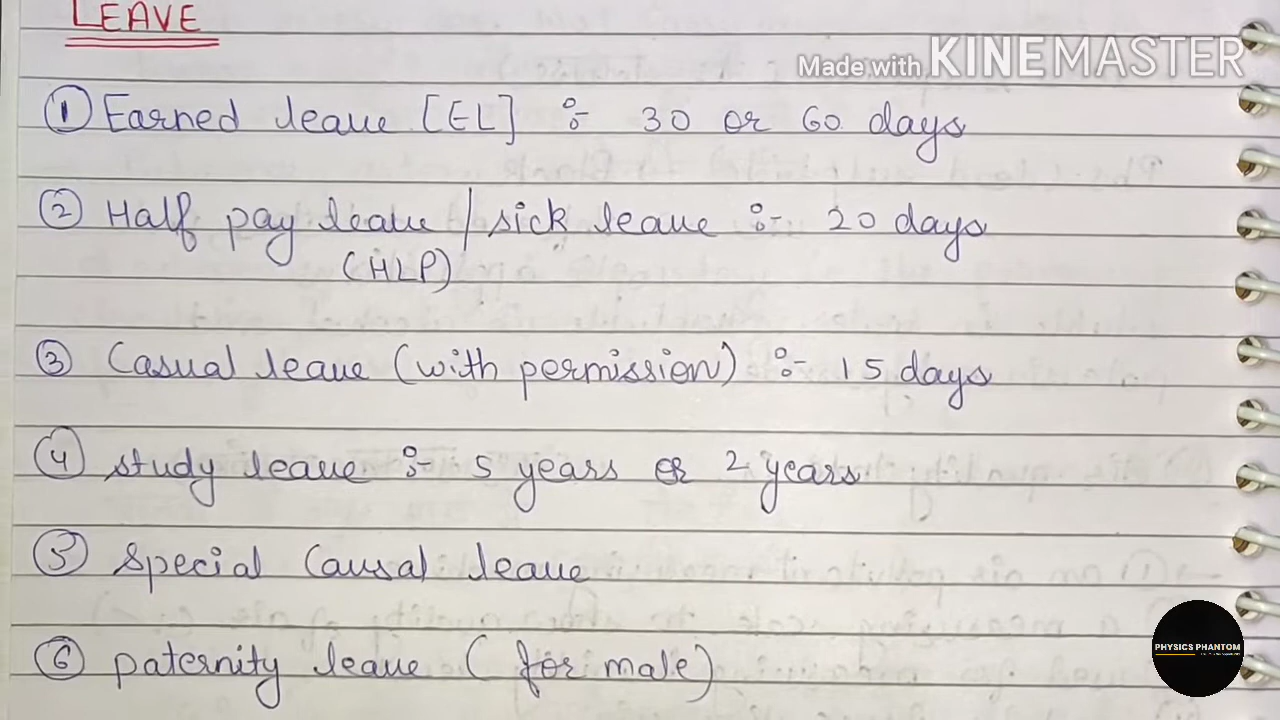 LEAVE
Made with KINEMASTER
① Earned leave [EL] :- 30 or 60 days
② Half pay leave / sick leave :- 20 days
(HLP)
③ Casual leave (with permission) :- 15 days
④ study leave :- 5 years or 2 years
⑤ special Causal leave
⑥ paternity leave ( for male)
PHYSICS PHANTOM